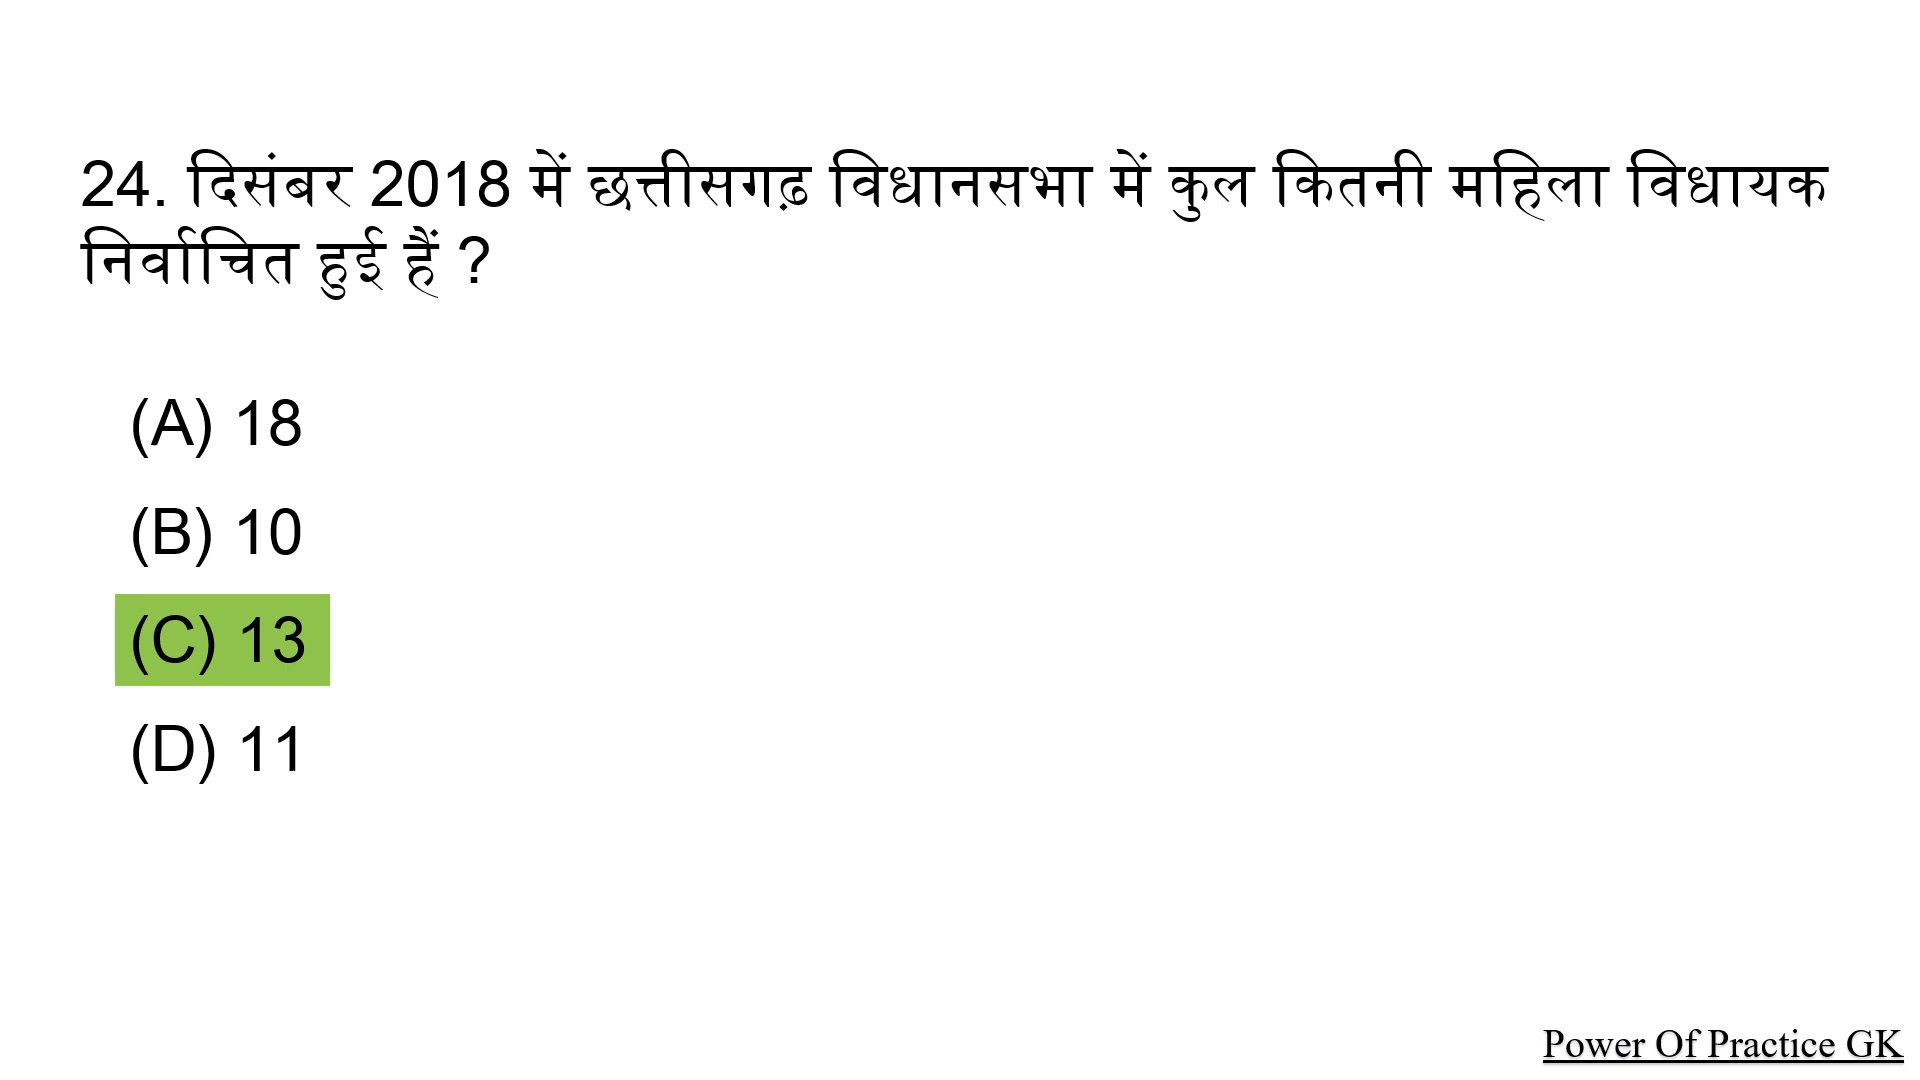 24. दिसंबर 2018 में छत्तीसगढ़ विधानसभा में कुल कितनी महिला विधायक
निर्वाचित हुई हैं ?
(A) 18
(B) 10
(C) 13
(D) 11
Power Of Practice GK